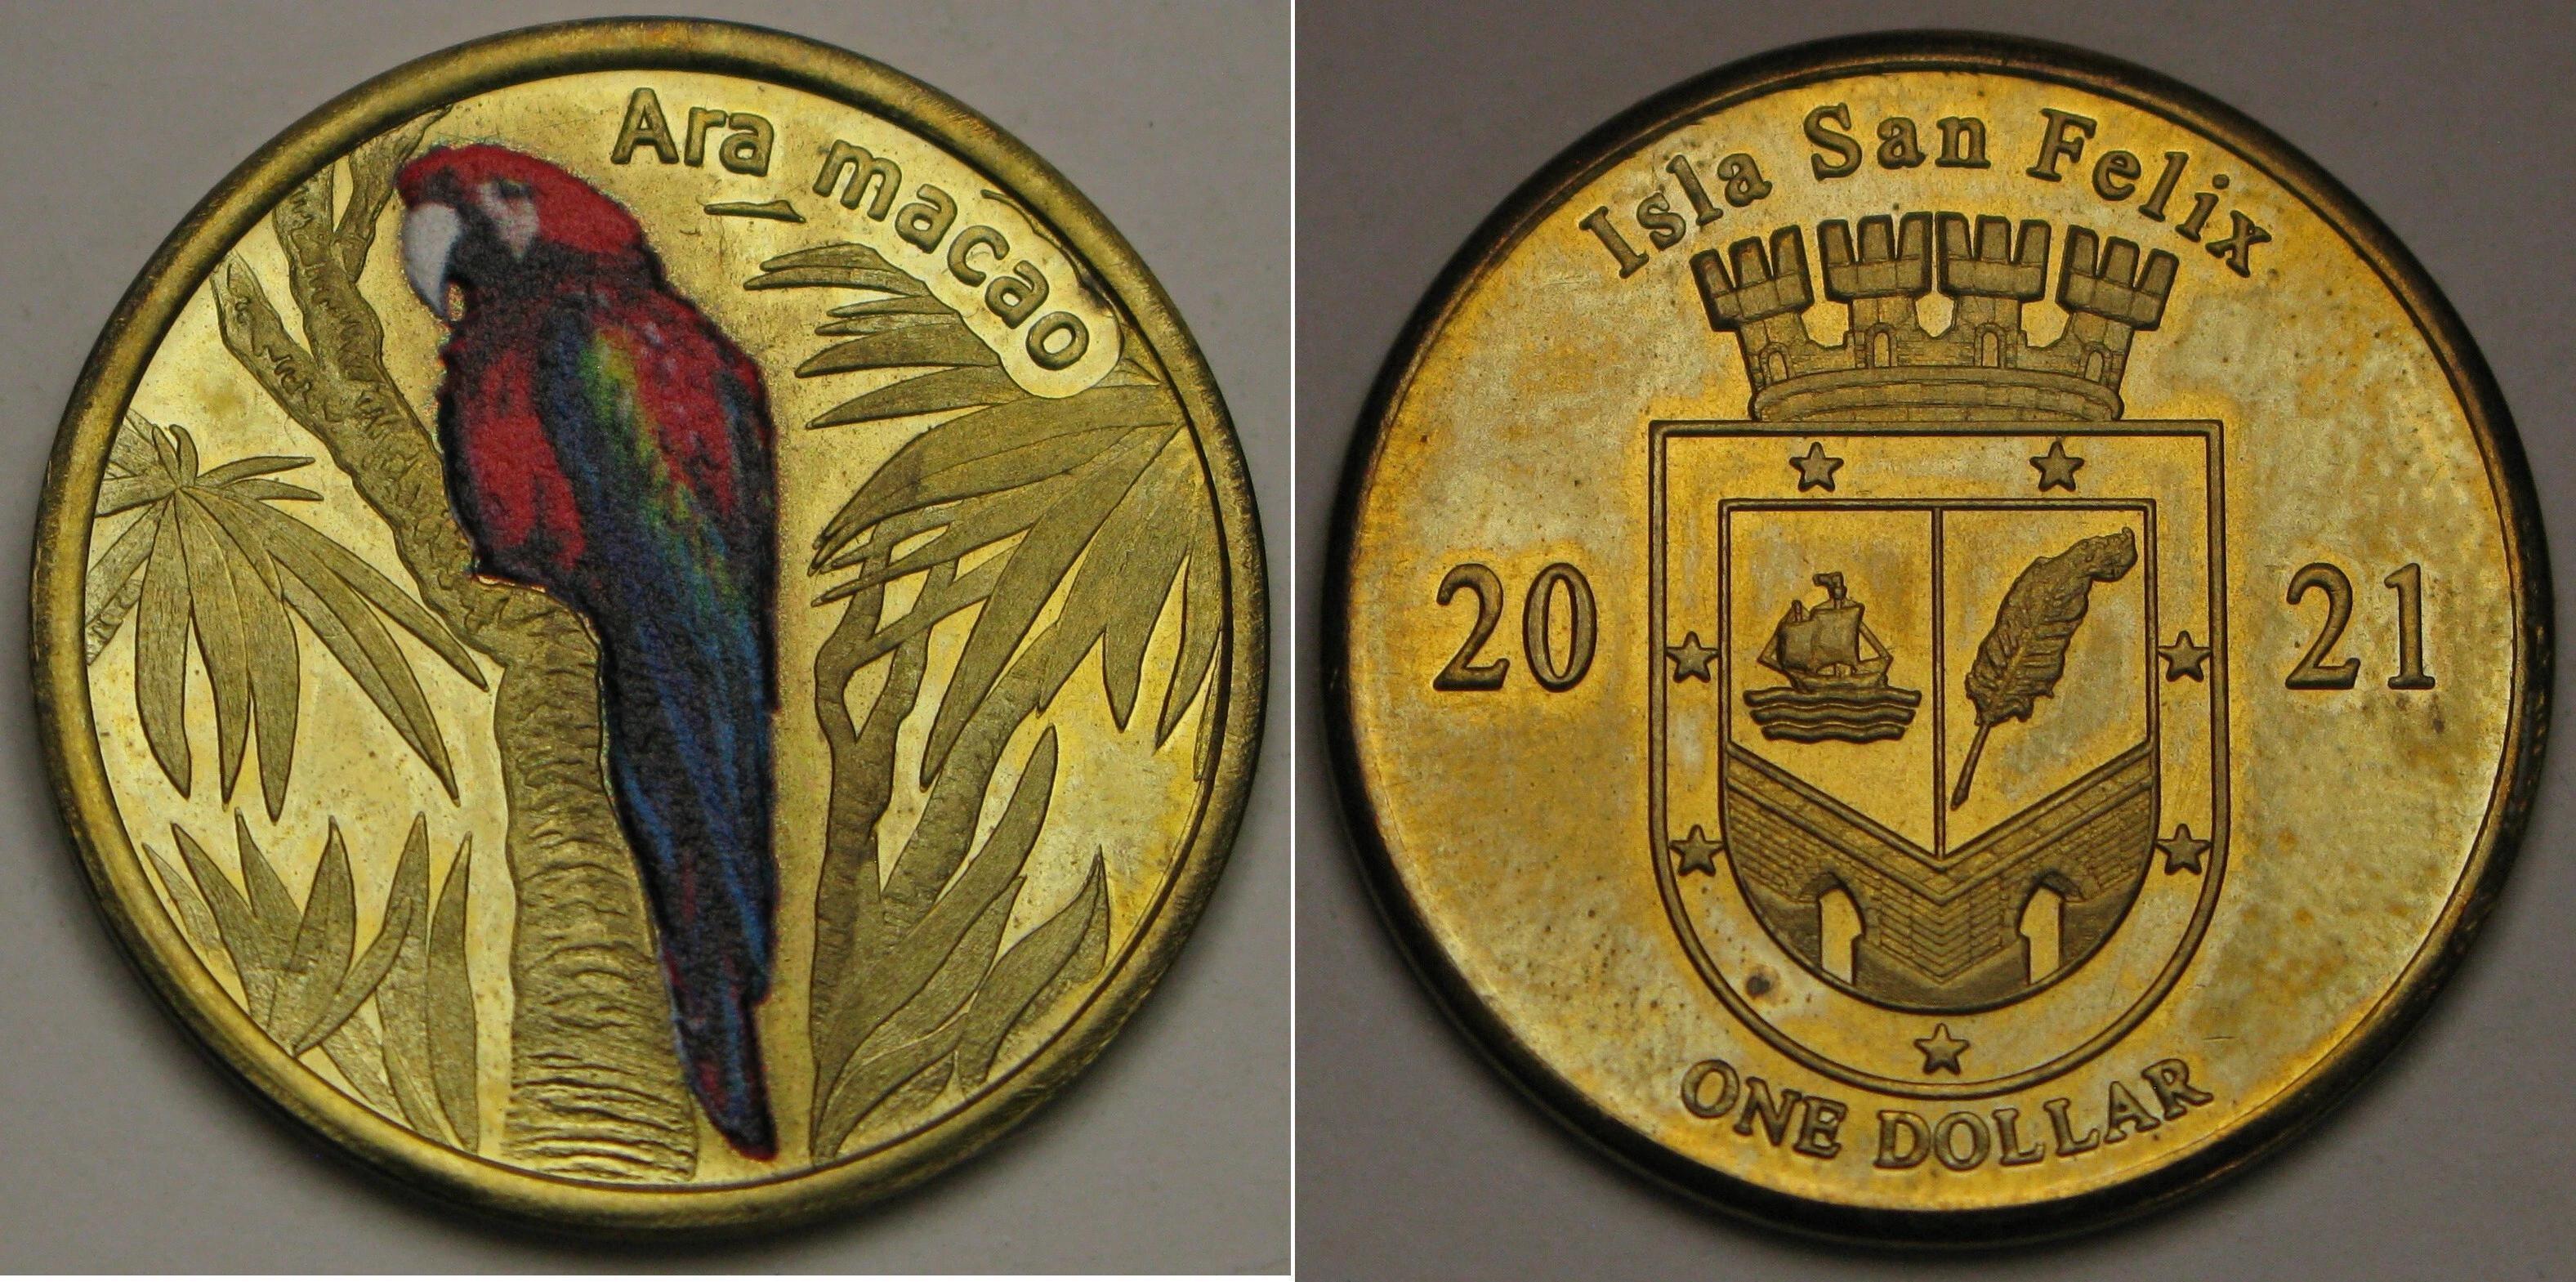 Ara macao
Isla San Felix
20 21
ONE DOLLAR